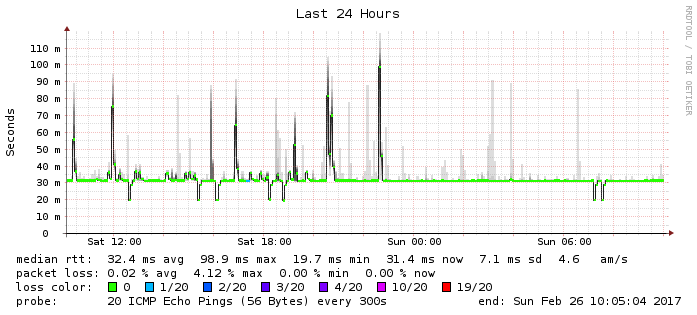 Last 24 Hours
RRDTOOL / TOBI OETIKER
Seconds
110 m
100 m
90 m
80 m
70 m
60 m
50 m
40 m
30 m
20 m
10 m
0
Sat 12:00 Sat 18:00 Sun 00:00 Sun 06:00
median rtt: 32.4 ms avg 98.9 ms max 19.7 ms min 31.4 ms now 7.1 ms sd 4.6 am/s
packet loss: 0.02 % avg 4.12 % max 0.00 % min 0.00 % now
loss color: 0 1/20 2/20 3/20 4/20 10/20 19/20
probe: 20 ICMP Echo Pings (56 Bytes) every 300s end: Sun Feb 26 10:05:04 2017